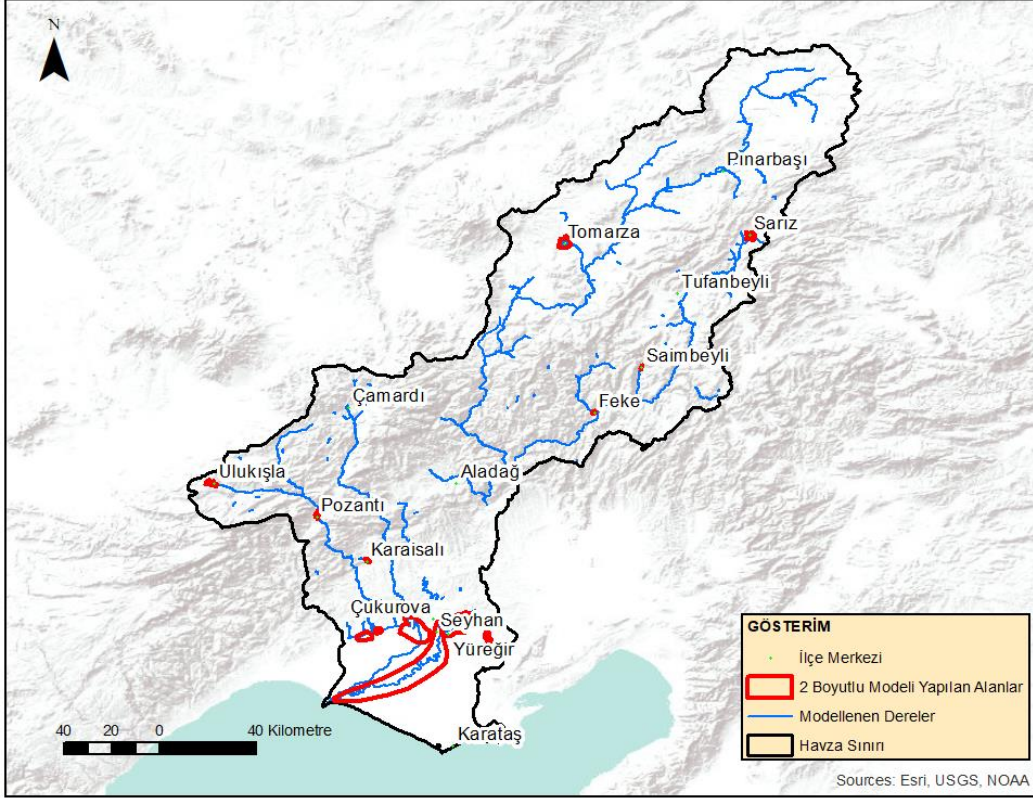 N
Pınarbaşı
Tomarza
Sarız
Tufanbeyli
Saimbeyli
Çamardı
Feke
Ulukışla
Aladağ
Pozantı
Karaisalı
Çukurova
Seyhan
Yüreğir
Karataş
40 20 0 40 Kilometre
GÖSTERİM
İlçe Merkezi
2 Boyutlu Modeli Yapılan Alanlar
Modellenen Dereler
Havza Sınırı
Sources: Esri, USGS, NOAA